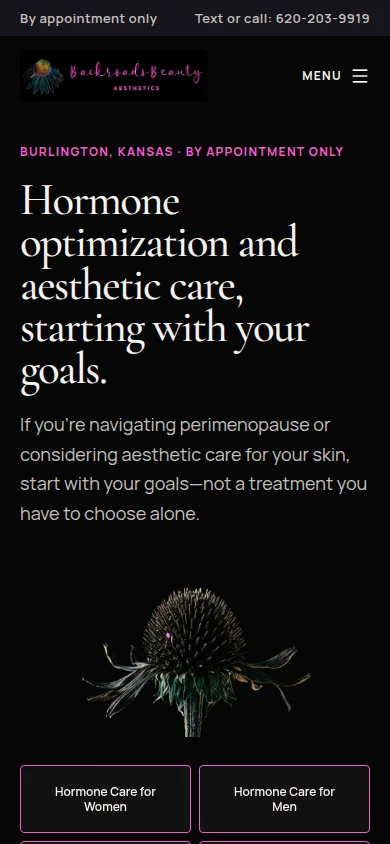 By appointment only
Text or call: 620-203-9919
Backroads Beauty
AESTHETICS
MENU
BURLINGTON, KANSAS · BY APPOINTMENT ONLY
Hormone
optimization and
aesthetic care,
starting with your
goals.
If you’re navigating perimenopause or
considering aesthetic care for your skin,
start with your goals—not a treatment you
have to choose alone.
Hormone Care for
Women
Hormone Care for
Men